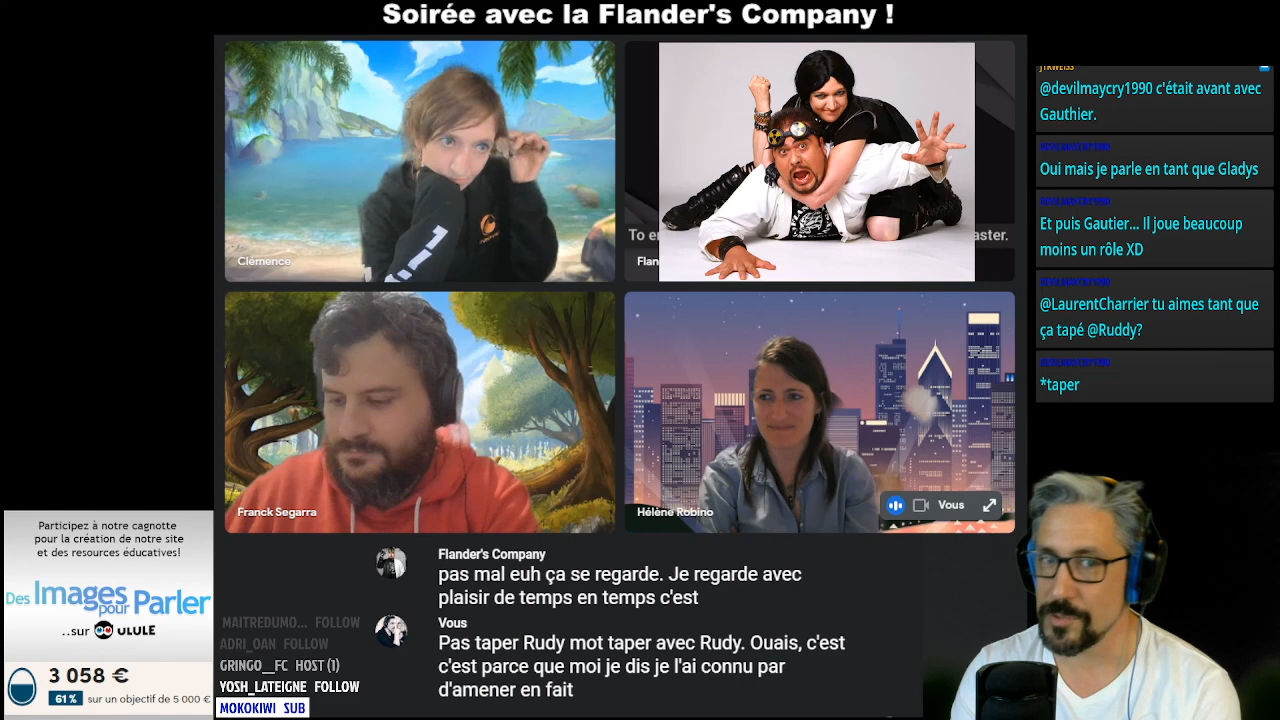 Soirée avec la Flander's Company !
Clémence
To e
aster.
Flan
Franck Segarra
Hélène Robino
Vous
Flander's Company
pas mal euh ça se regarde. Je regarde avec
plaisir de temps en temps c'est
Vous
Pas taper Rudy mot taper avec Rudy. Ouais, c'est
c'est parce que moi je dis je l'ai connu par
d'amener en fait
@devilmaycry1990 c'était avant avec
Gauthier.
DEVILMAYCRY1990
Oui mais je parle en tant que Gladys
DEVILMAYCRY1990
Et puis Gautier... Il joue beaucoup
moins un rôle XD
DEVILMAYCRY1990
@LaurentCharrier tu aimes tant que
ça tapé @Ruddy?
DEVILMAYCRY1990
*taper
Participez à notre cagnotte
pour la création de notre site
et des resources éducatives!
Des Images pour Parler
..sur ULULE
3 058 €
61 % sur un objectif de 5 000 €
MAITREDUMO... FOLLOW
ADRI_OAN FOLLOW
GRINGO__FC HOST (1)
YOSH_LATEIGNE FOLLOW
MOKOKIWI SUB